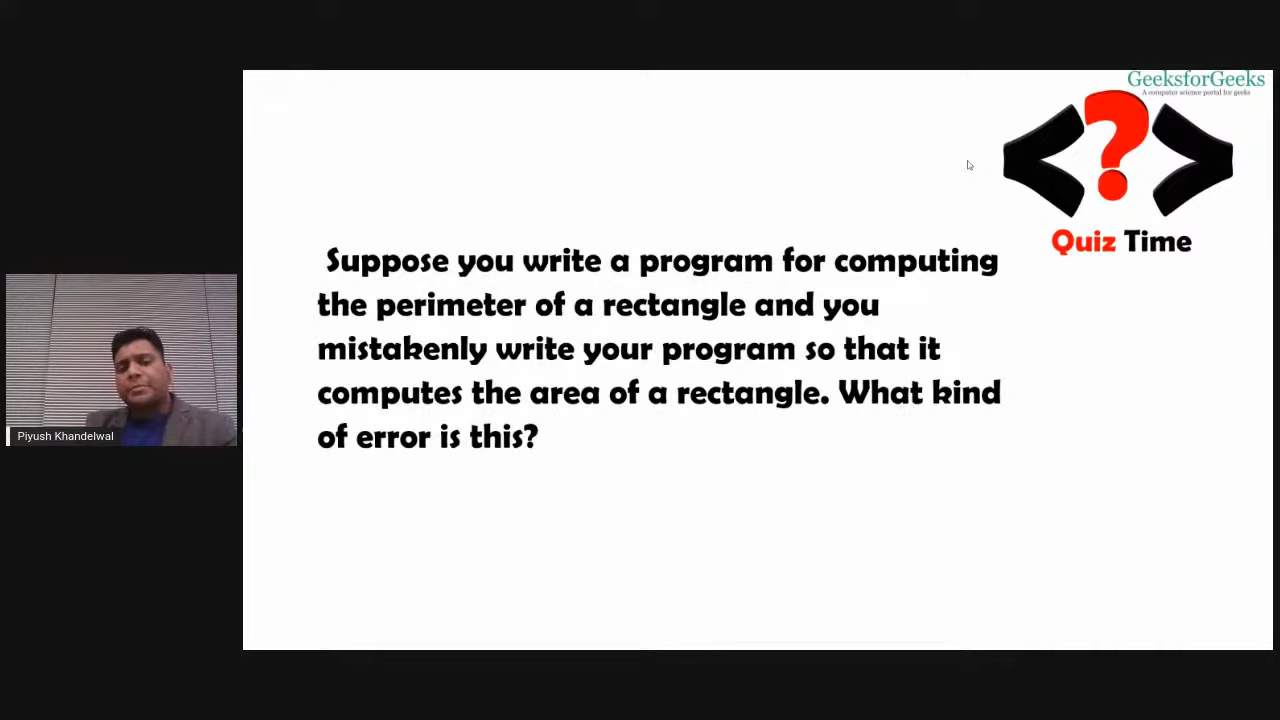 GeeksforGeeks
A computer science portal for geeks
?
Quiz Time
Suppose you write a program for computing
the perimeter of a rectangle and you
mistakenly write your program so that it
computes the area of a rectangle. What kind
of error is this?
Piyush Khandelwal